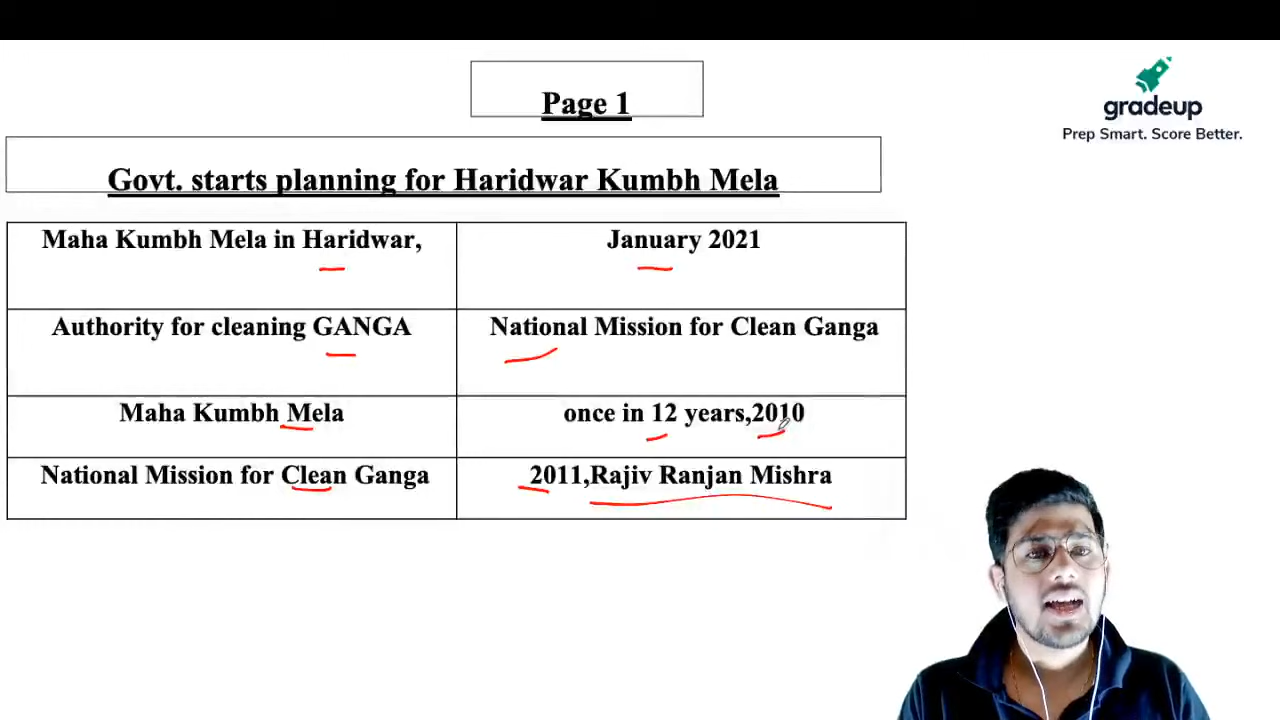 Page 1
gradeup
Prep Smart. Score Better.
Govt. starts planning for Haridwar Kumbh Mela
Maha Kumbh Mela in Haridwar, January 2021
Authority for cleaning GANGA National Mission for Clean Ganga
Maha Kumbh Mela once in 12 years,2010
National Mission for Clean Ganga 2011,Rajiv Ranjan Mishra